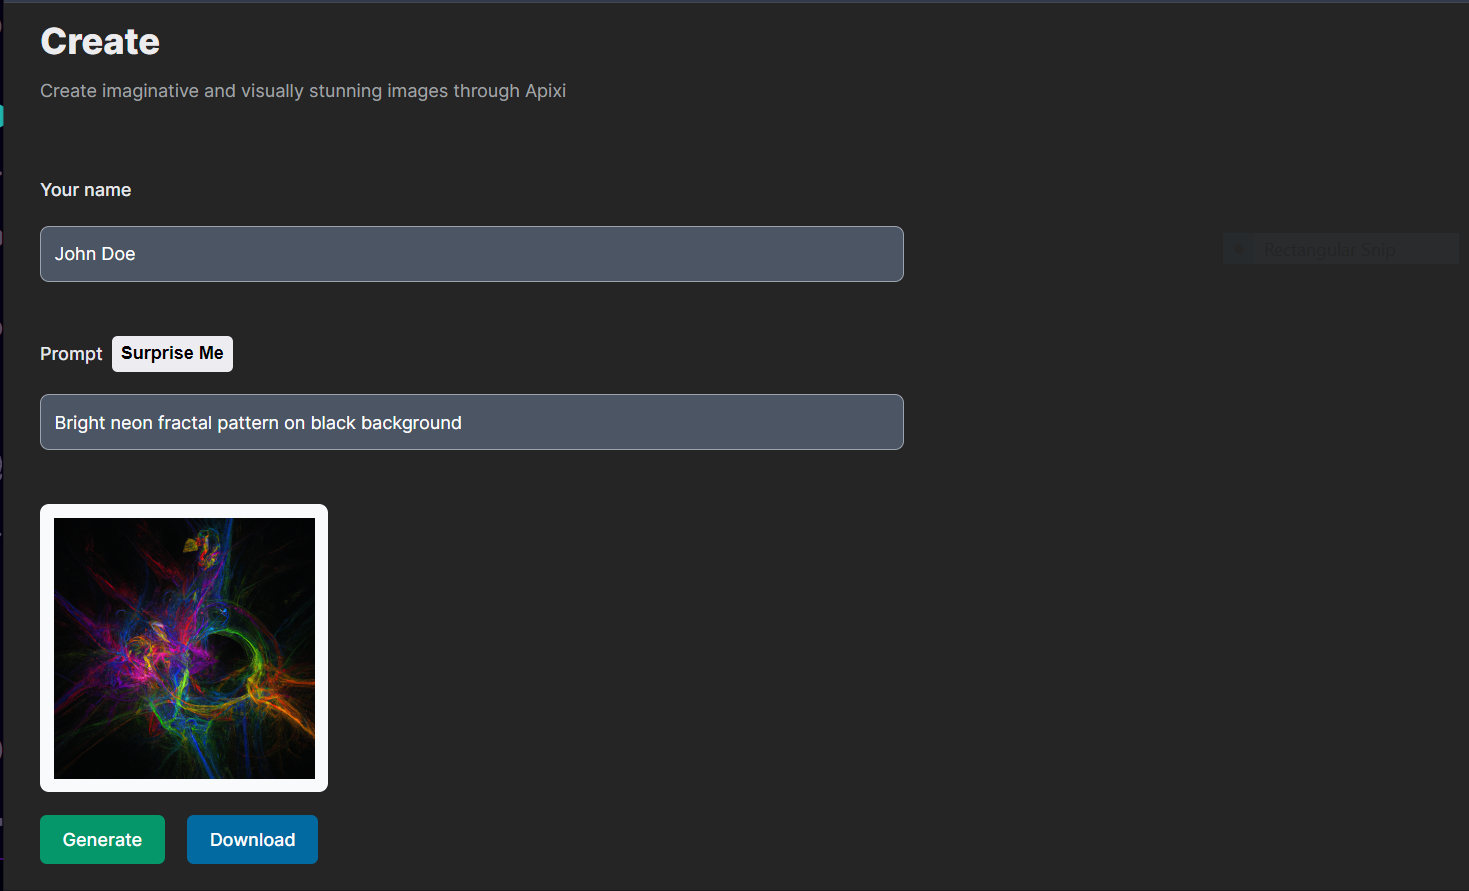 Create
Create imaginative and visually stunning images through Apixi
Your name
John Doe
Rectangular Snip
Prompt Surprise Me
Bright neon fractal pattern on black background
Generate Download